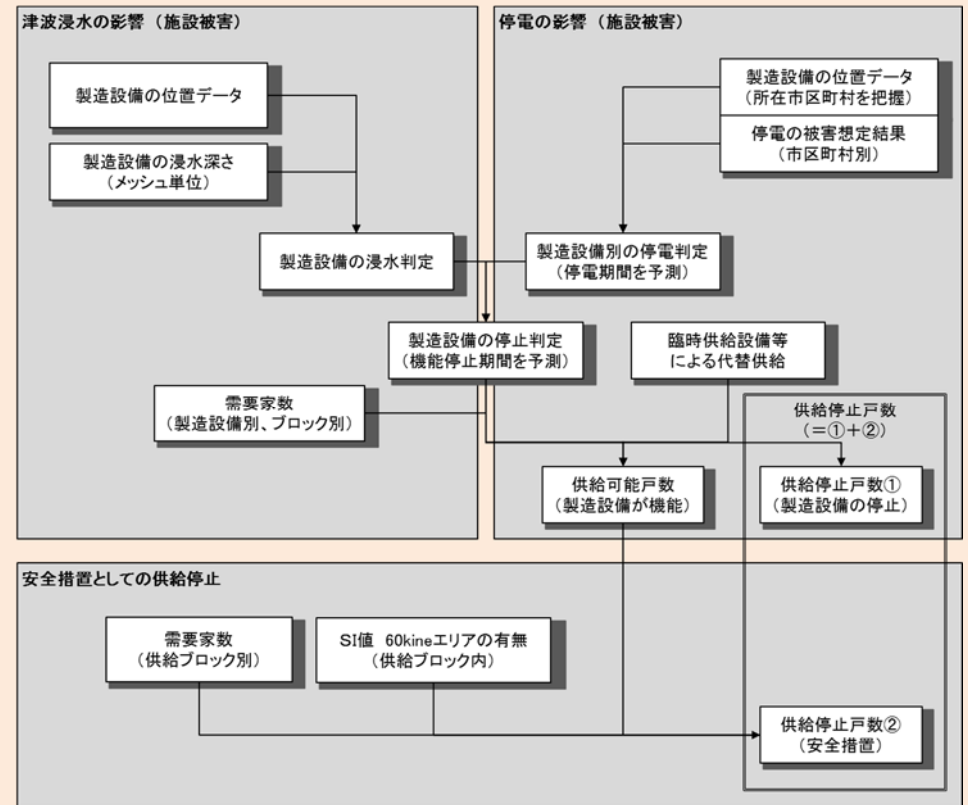 津波浸水の影響（施設被害）
製造設備の位置データ
製造設備の浸水深さ
（メッシュ単位）
製造設備の浸水判定
停電の影響（施設被害）
製造設備の位置データ
（所在市区町村を把握）
停電の被害想定結果
（市区町村別）
製造設備別の停電判定
（停電期間を予測）
製造設備の停止判定
（機能停止期間を予測）
臨時供給設備等
による代替供給
需要家数
（製造設備別、ブロック別）
供給停止戸数
（＝①＋②）
供給可能戸数
（製造設備が機能）
供給停止戸数①
（製造設備の停止）
安全措置としての供給停止
需要家数
（供給ブロック別）
SI値 60kineエリアの有無
（供給ブロック内）
供給停止戸数②
（安全措置）